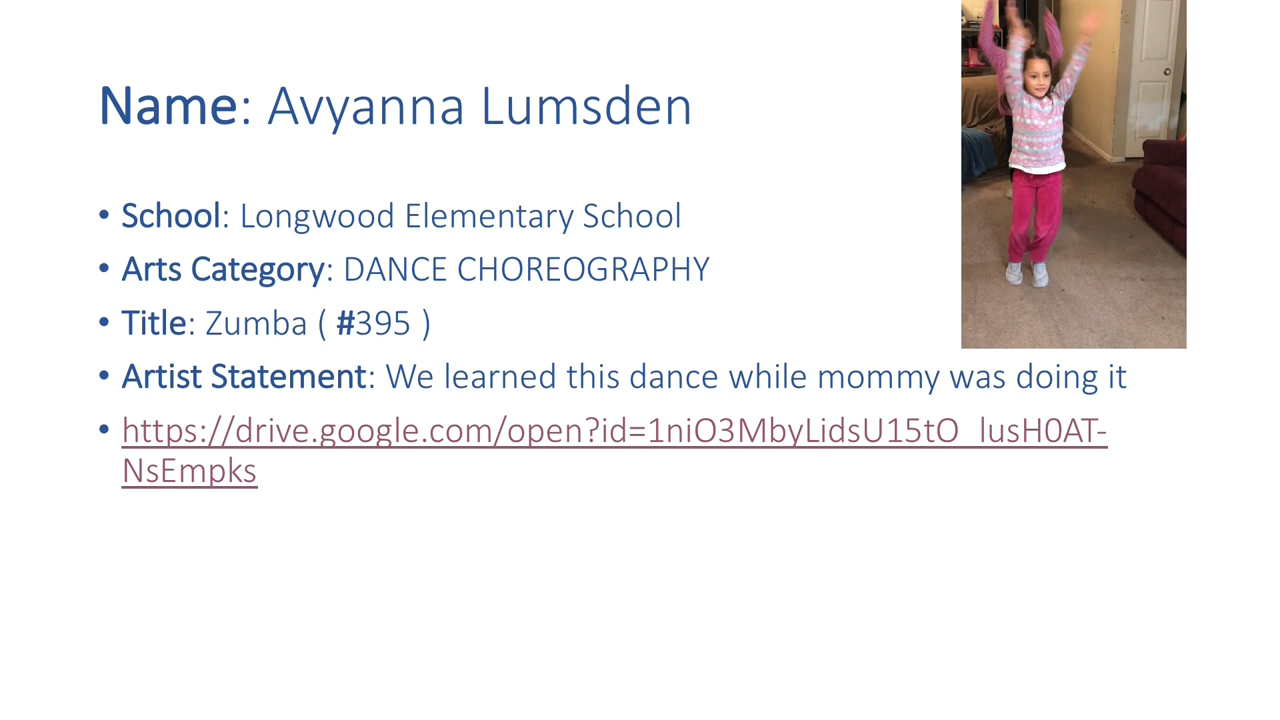 Name: Avyanna Lumsden
• School: Longwood Elementary School
• Arts Category: DANCE CHOREOGRAPHY
• Title: Zumba ( #395 )
• Artist Statement: We learned this dance while mommy was doing it
• https://drive.google.com/open?id=1niO3MbyLidsU15tO_lusH0AT-
NsEmpks